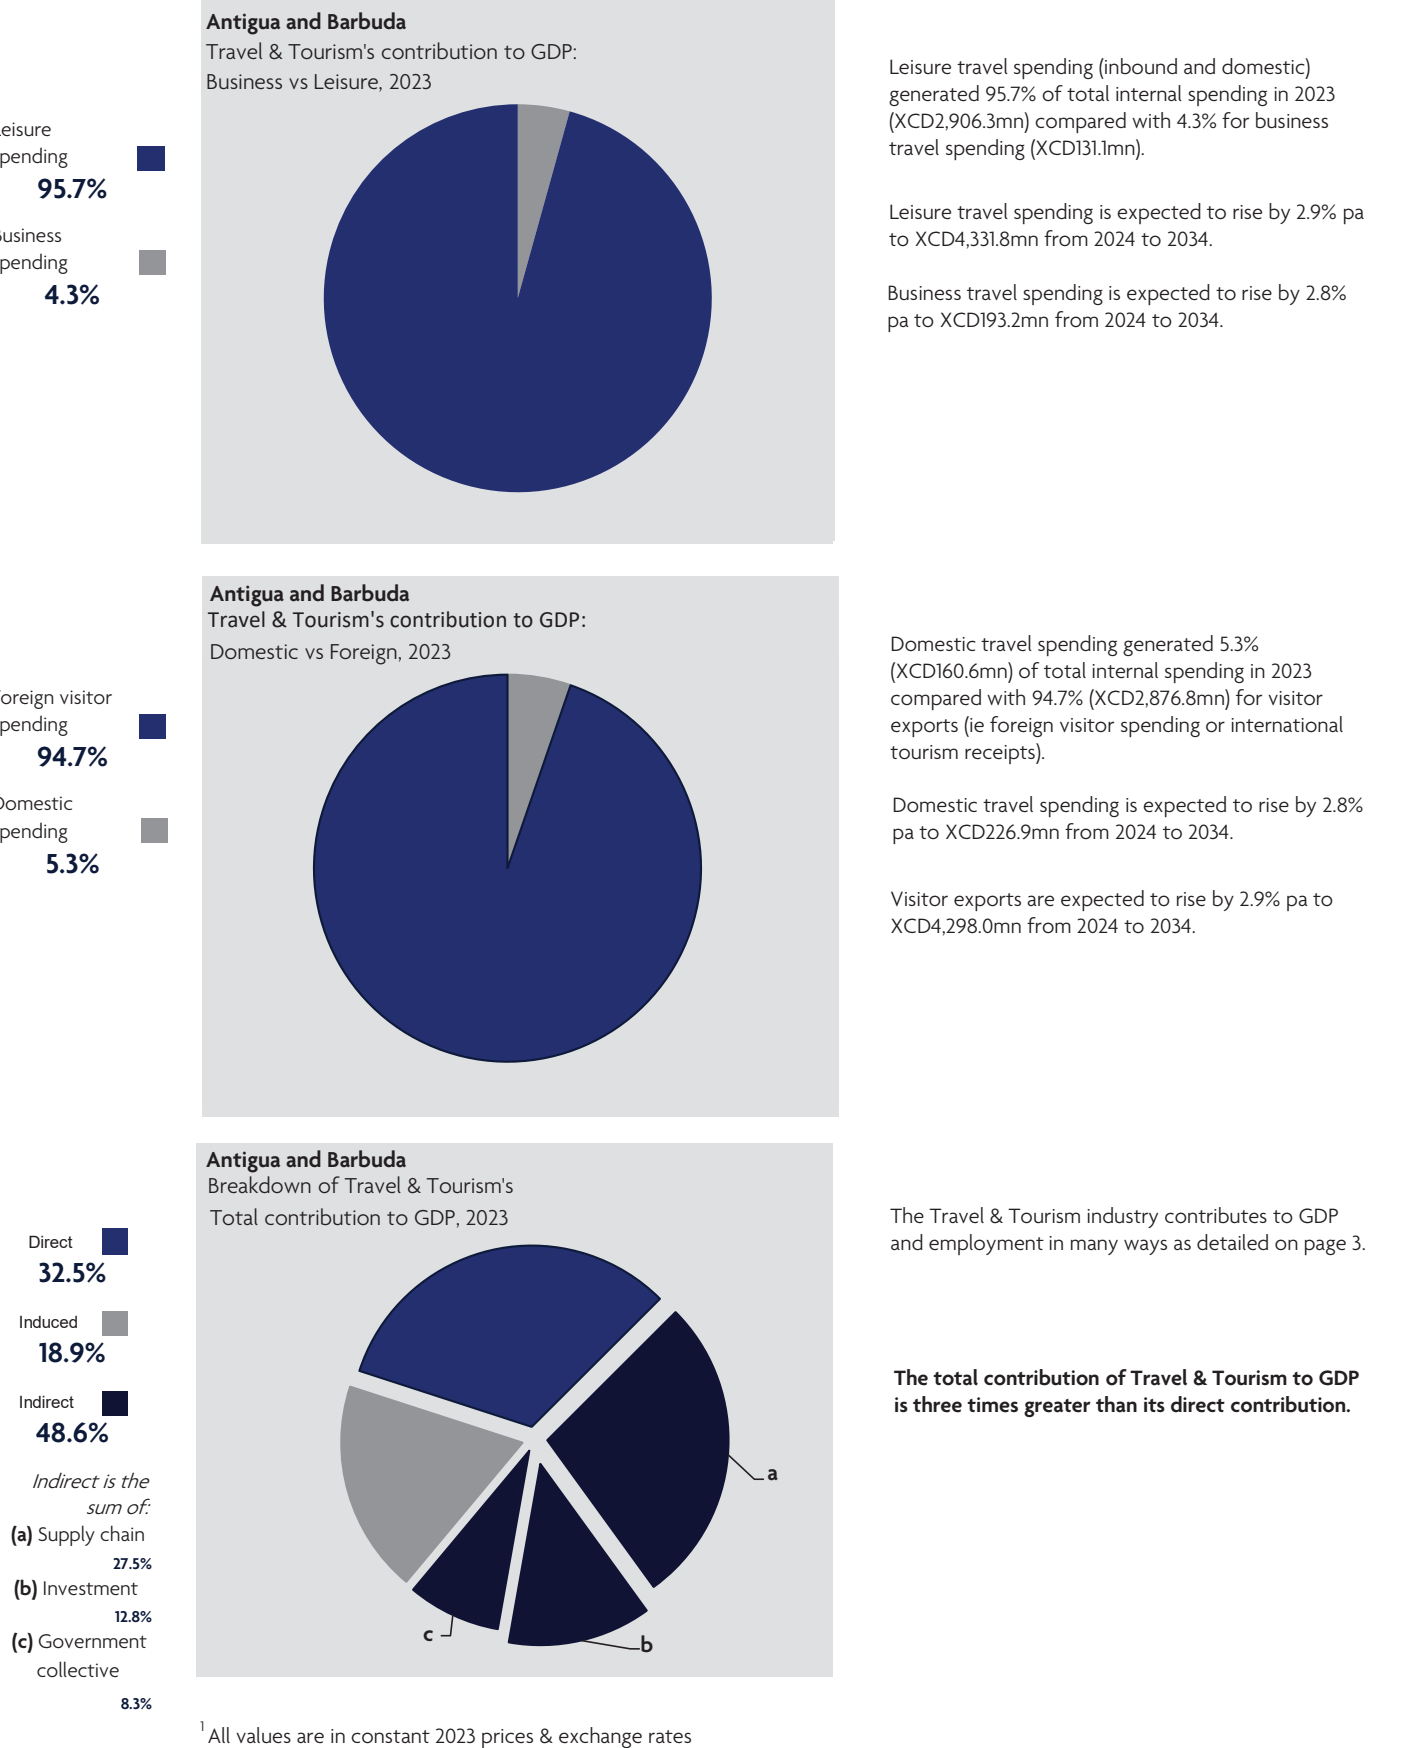 Antigua and Barbuda
Travel & Tourism's contribution to GDP:
Business vs Leisure, 2023
eisure
pending
95.7%
usiness
pending
4.3%
Leisure travel spending (inbound and domestic)
generated 95.7% of total internal spending in 2023
(XCD2,906.3mn) compared with 4.3% for business
travel spending (XCD131.1mn).
Leisure travel spending is expected to rise by 2.9% pa
to XCD4,331.8mn from 2024 to 2034.
Business travel spending is expected to rise by 2.8%
pa to XCD193.2mn from 2024 to 2034.
Antigua and Barbuda
Travel & Tourism's contribution to GDP:
Domestic vs Foreign, 2023
oreign visitor
pending
94.7%
Domestic
pending
5.3%
Domestic travel spending generated 5.3%
(XCD160.6mn) of total internal spending in 2023
compared with 94.7% (XCD2,876.8mn) for visitor
exports (ie foreign visitor spending or international
tourism receipts).
Domestic travel spending is expected to rise by 2.8%
pa to XCD226.9mn from 2024 to 2034.
Visitor exports are expected to rise by 2.9% pa to
XCD4,298.0mn from 2024 to 2034.
Antigua and Barbuda
Breakdown of Travel & Tourism's
Total contribution to GDP, 2023
Direct
32.5%
Induced
18.9%
Indirect
48.6%
Indirect is the
sum of:
(a) Supply chain
27.5%
(b) Investment
12.8%
(c) Government
collective
8.3%
a
b
c
The Travel & Tourism industry contributes to GDP
and employment in many ways as detailed on page 3.
The total contribution of Travel & Tourism to GDP
is three times greater than its direct contribution.
1 All values are in constant 2023 prices & exchange rates